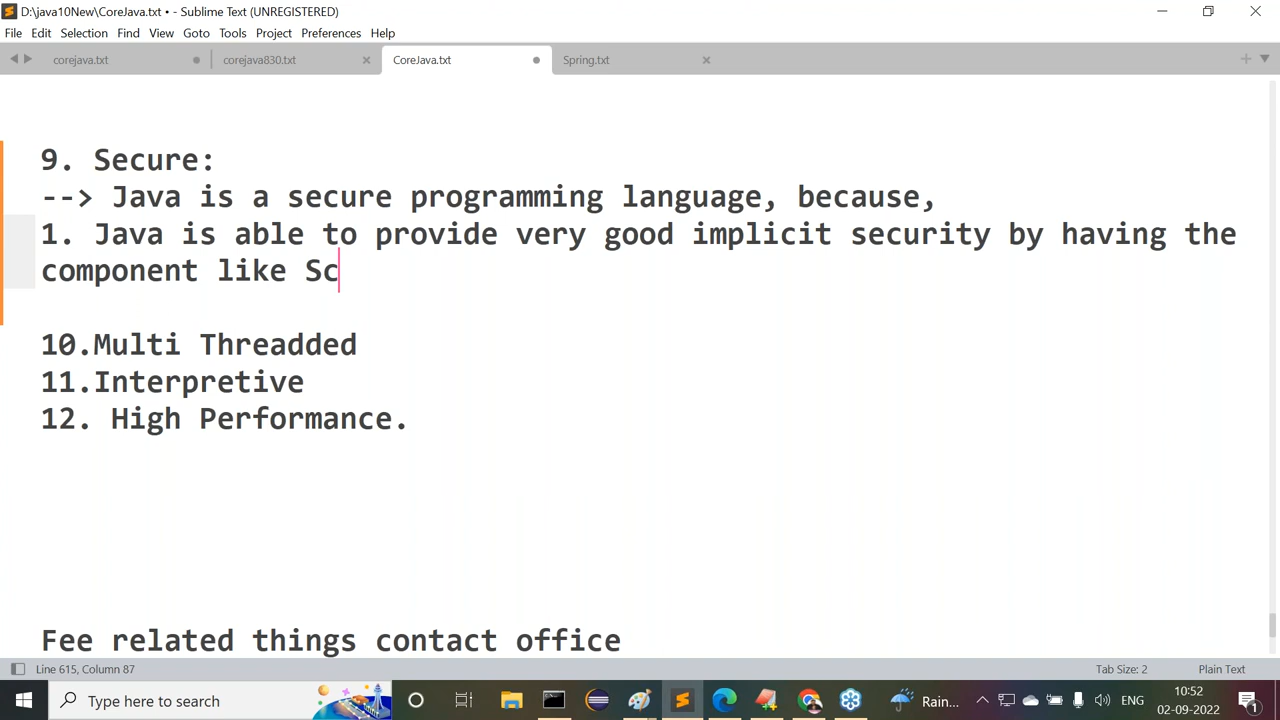 D:\java10New\CoreJava.txt • - Sublime Text (UNREGISTERED)
File Edit Selection Find View Goto Tools Project Preferences Help
corejava.txt corejava830.txt CoreJava.txt Spring.txt
9. Secure:
--> Java is a secure programming language, because,
1. Java is able to provide very good implicit security by having the
component like Sc
10.Multi Threadded
11.Interpretive
12. High Performance.
Fee related things contact office
Line 615, Column 87 Tab Size: 2 Plain Text
Type here to search Rain... ENG 10:52
02-09-2022 1